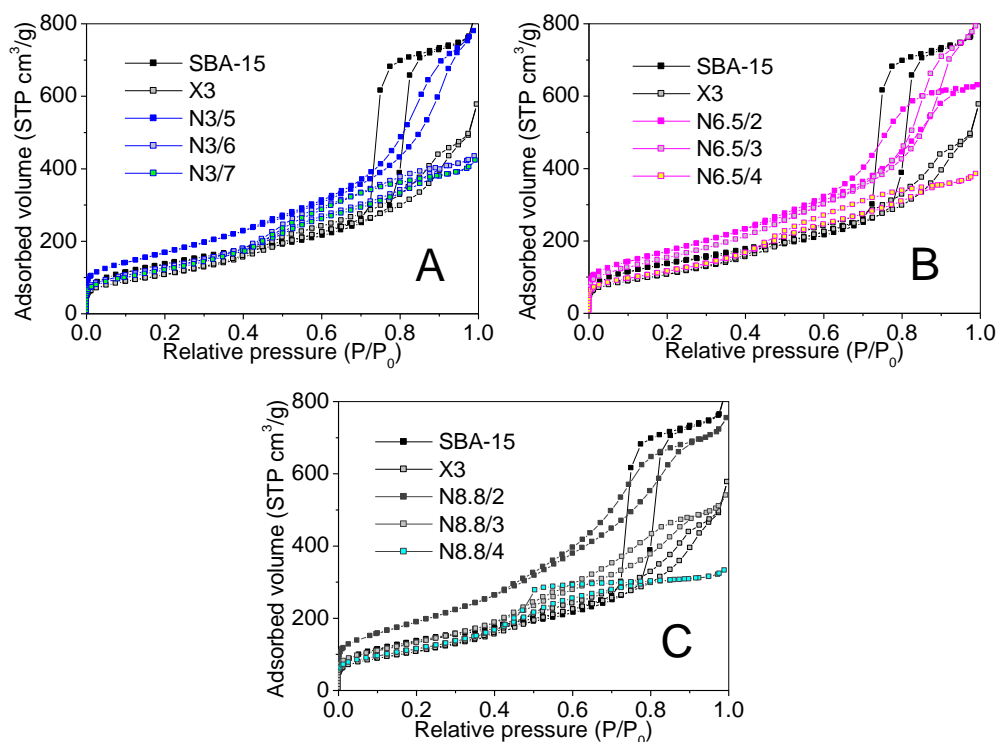 800
600
400
200
0
0.0 0.2 0.4 0.6 0.8 1.0
Adsorbed volume (STP cm³/g)
Relative pressure (P/P₀)
SBA-15
X3
N3/5
N3/6
N3/7
A
800
600
400
200
0
0.0 0.2 0.4 0.6 0.8 1.0
Adsorbed volume (STP cm³/g)
Relative pressure (P/P₀)
SBA-15
X3
N6.5/2
N6.5/3
N6.5/4
B
800
600
400
200
0
0.0 0.2 0.4 0.6 0.8 1.0
Adsorbed volume (STP cm³/g)
Relative pressure (P/P₀)
SBA-15
X3
N8.8/2
N8.8/3
N8.8/4
C